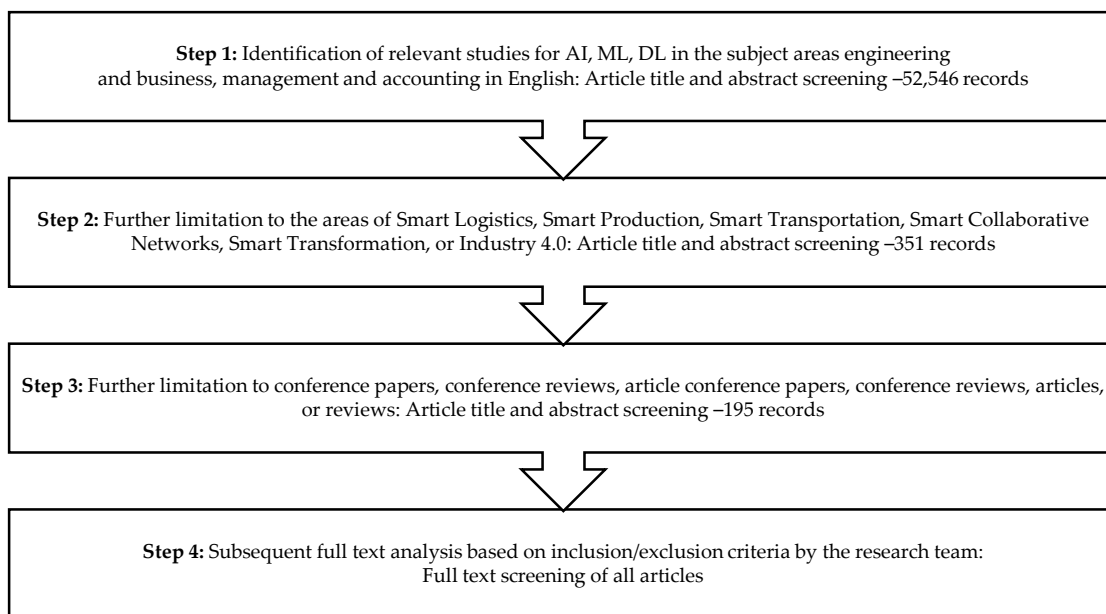 Step 1: Identification of relevant studies for AI, ML, DL in the subject areas engineering
and business, management and accounting in English: Article title and abstract screening –52,546 records
Step 2: Further limitation to the areas of Smart Logistics, Smart Production, Smart Transportation, Smart Collaborative
Networks, Smart Transformation, or Industry 4.0: Article title and abstract screening –351 records
Step 3: Further limitation to conference papers, conference reviews, article conference papers, conference reviews, articles,
or reviews: Article title and abstract screening –195 records
Step 4: Subsequent full text analysis based on inclusion/exclusion criteria by the research team:
Full text screening of all articles